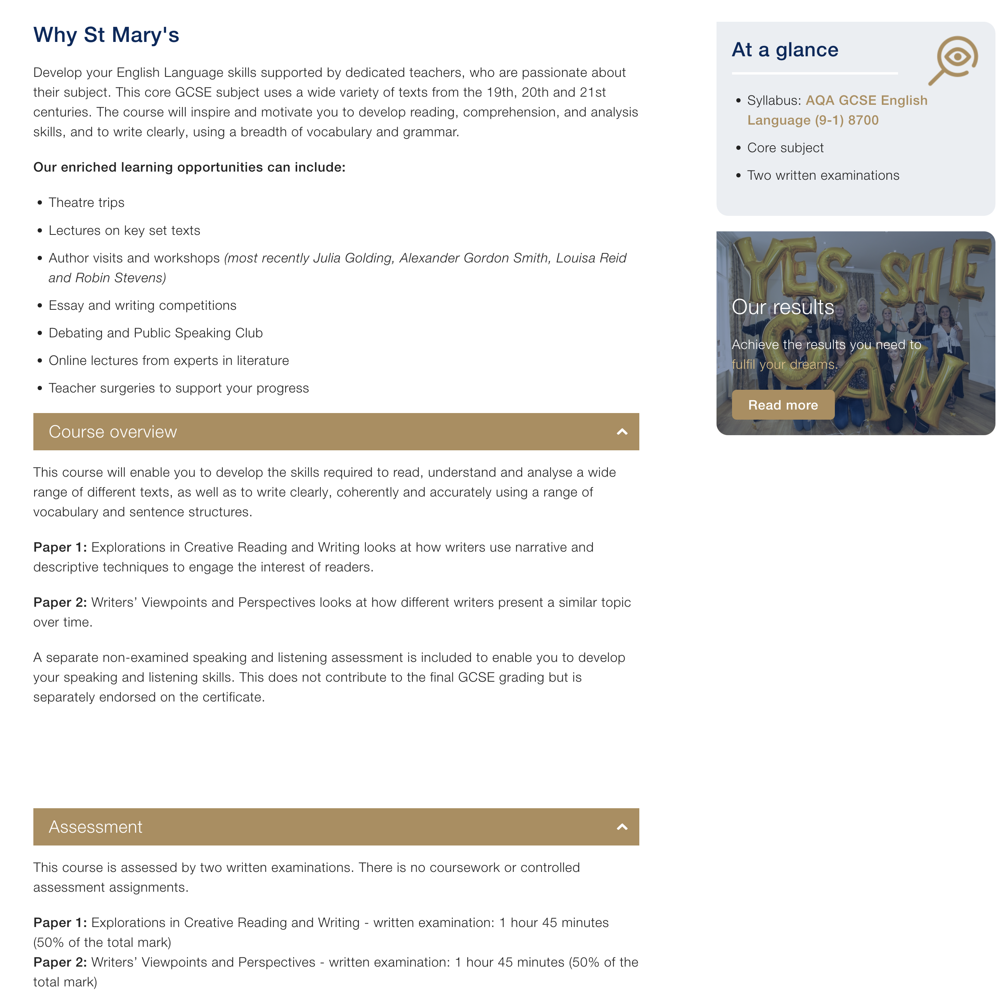 Why St Mary's
Develop your English Language skills supported by dedicated teachers, who are passionate about
their subject. This core GCSE subject uses a wide variety of texts from the 19th, 20th and 21st
centuries. The course will inspire and motivate you to develop reading, comprehension, and analysis
skills, and to write clearly, using a breadth of vocabulary and grammar.
Our enriched learning opportunities can include:
• Theatre trips
• Lectures on key set texts
• Author visits and workshops (most recently Julia Golding, Alexander Gordon Smith, Louisa Reid
and Robin Stevens)
• Essay and writing competitions
• Debating and Public Speaking Club
• Online lectures from experts in literature
• Teacher surgeries to support your progress
Course overview
This course will enable you to develop the skills required to read, understand and analyse a wide
range of different texts, as well as to write clearly, coherently and accurately using a range of
vocabulary and sentence structures.
Paper 1: Explorations in Creative Reading and Writing looks at how writers use narrative and
descriptive techniques to engage the interest of readers.
Paper 2: Writers’ Viewpoints and Perspectives looks at how different writers present a similar topic
over time.
A separate non-examined speaking and listening assessment is included to enable you to develop
your speaking and listening skills. This does not contribute to the final GCSE grading but is
separately endorsed on the certificate.
Assessment
This course is assessed by two written examinations. There is no coursework or controlled
assessment assignments.
Paper 1: Explorations in Creative Reading and Writing - written examination: 1 hour 45 minutes
(50% of the total mark)
Paper 2: Writers’ Viewpoints and Perspectives - written examination: 1 hour 45 minutes (50% of the
total mark)
At a glance
• Syllabus: AQA GCSE English
Language (9-1) 8700
• Core subject
• Two written examinations
YES SHE
CAN
Our results
Achieve the results you need to
fulfil your dreams.
Read more